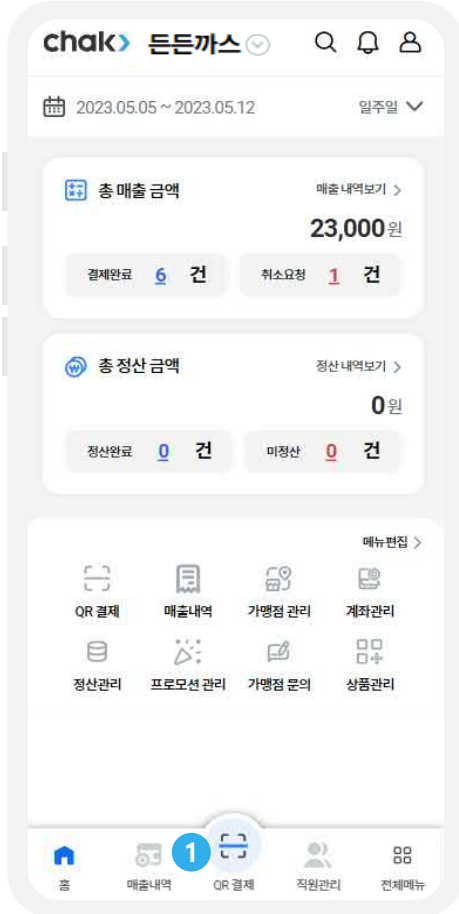 chak 든든까스
2023.05.05 ~ 2023.05.12 일주일
총 매출 금액 매출 내역보기
23,000원
결제완료 6 건 취소요청 1 건
총 정산 금액 정산 내역보기
0원
정산완료 0 건 미정산 0 건
메뉴편집
QR 결제 매출내역 가맹점 관리 계좌관리
정산관리 프로모션 관리 가맹점 문의 상품관리
1
홈 매출내역 QR 결제 직원관리 전체메뉴